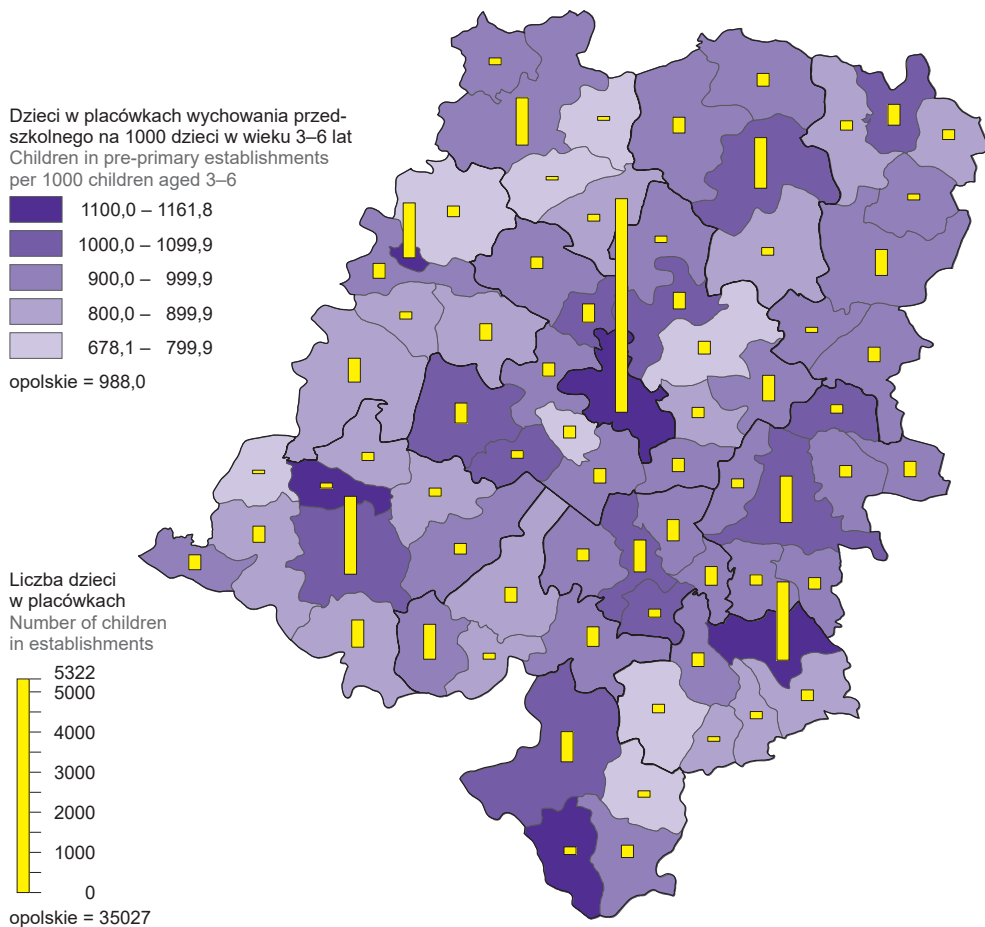 Dzieci w placówkach wychowania przed-
szkolnego na 1000 dzieci w wieku 3–6 lat
Children in pre-primary establishments
per 1000 children aged 3–6
1100,0 – 1161,8
1000,0 – 1099,9
900,0 – 999,9
800,0 – 899,9
678,1 – 799,9
opolskie = 988,0
Liczba dzieci
w placówkach
Number of children
in establishments
5322
5000
4000
3000
2000
1000
0
opolskie = 35027